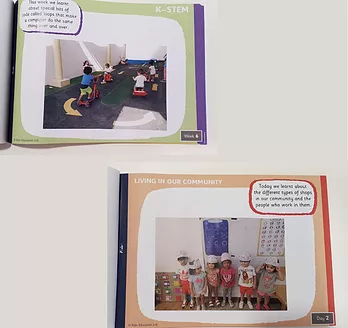 This week we learnt
about special bits of
code called loops that make
a computer do the same
thing over and over.
K-STEM
Week 4
LIVING IN OUR COMMUNITY
Today we learnt about
the different types of shops
in our community and the
people who work in them.
Day 2